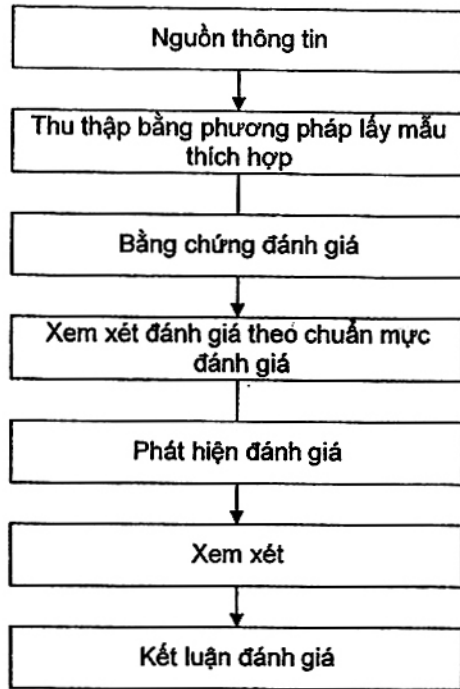 Nguồn thông tin
Thu thập bằng phương pháp lấy mẫu
thích hợp
Bằng chứng đánh giá
Xem xét đánh giá theo chuẩn mực
đánh giá
Phát hiện đánh giá
Xem xét
Kết luận đánh giá